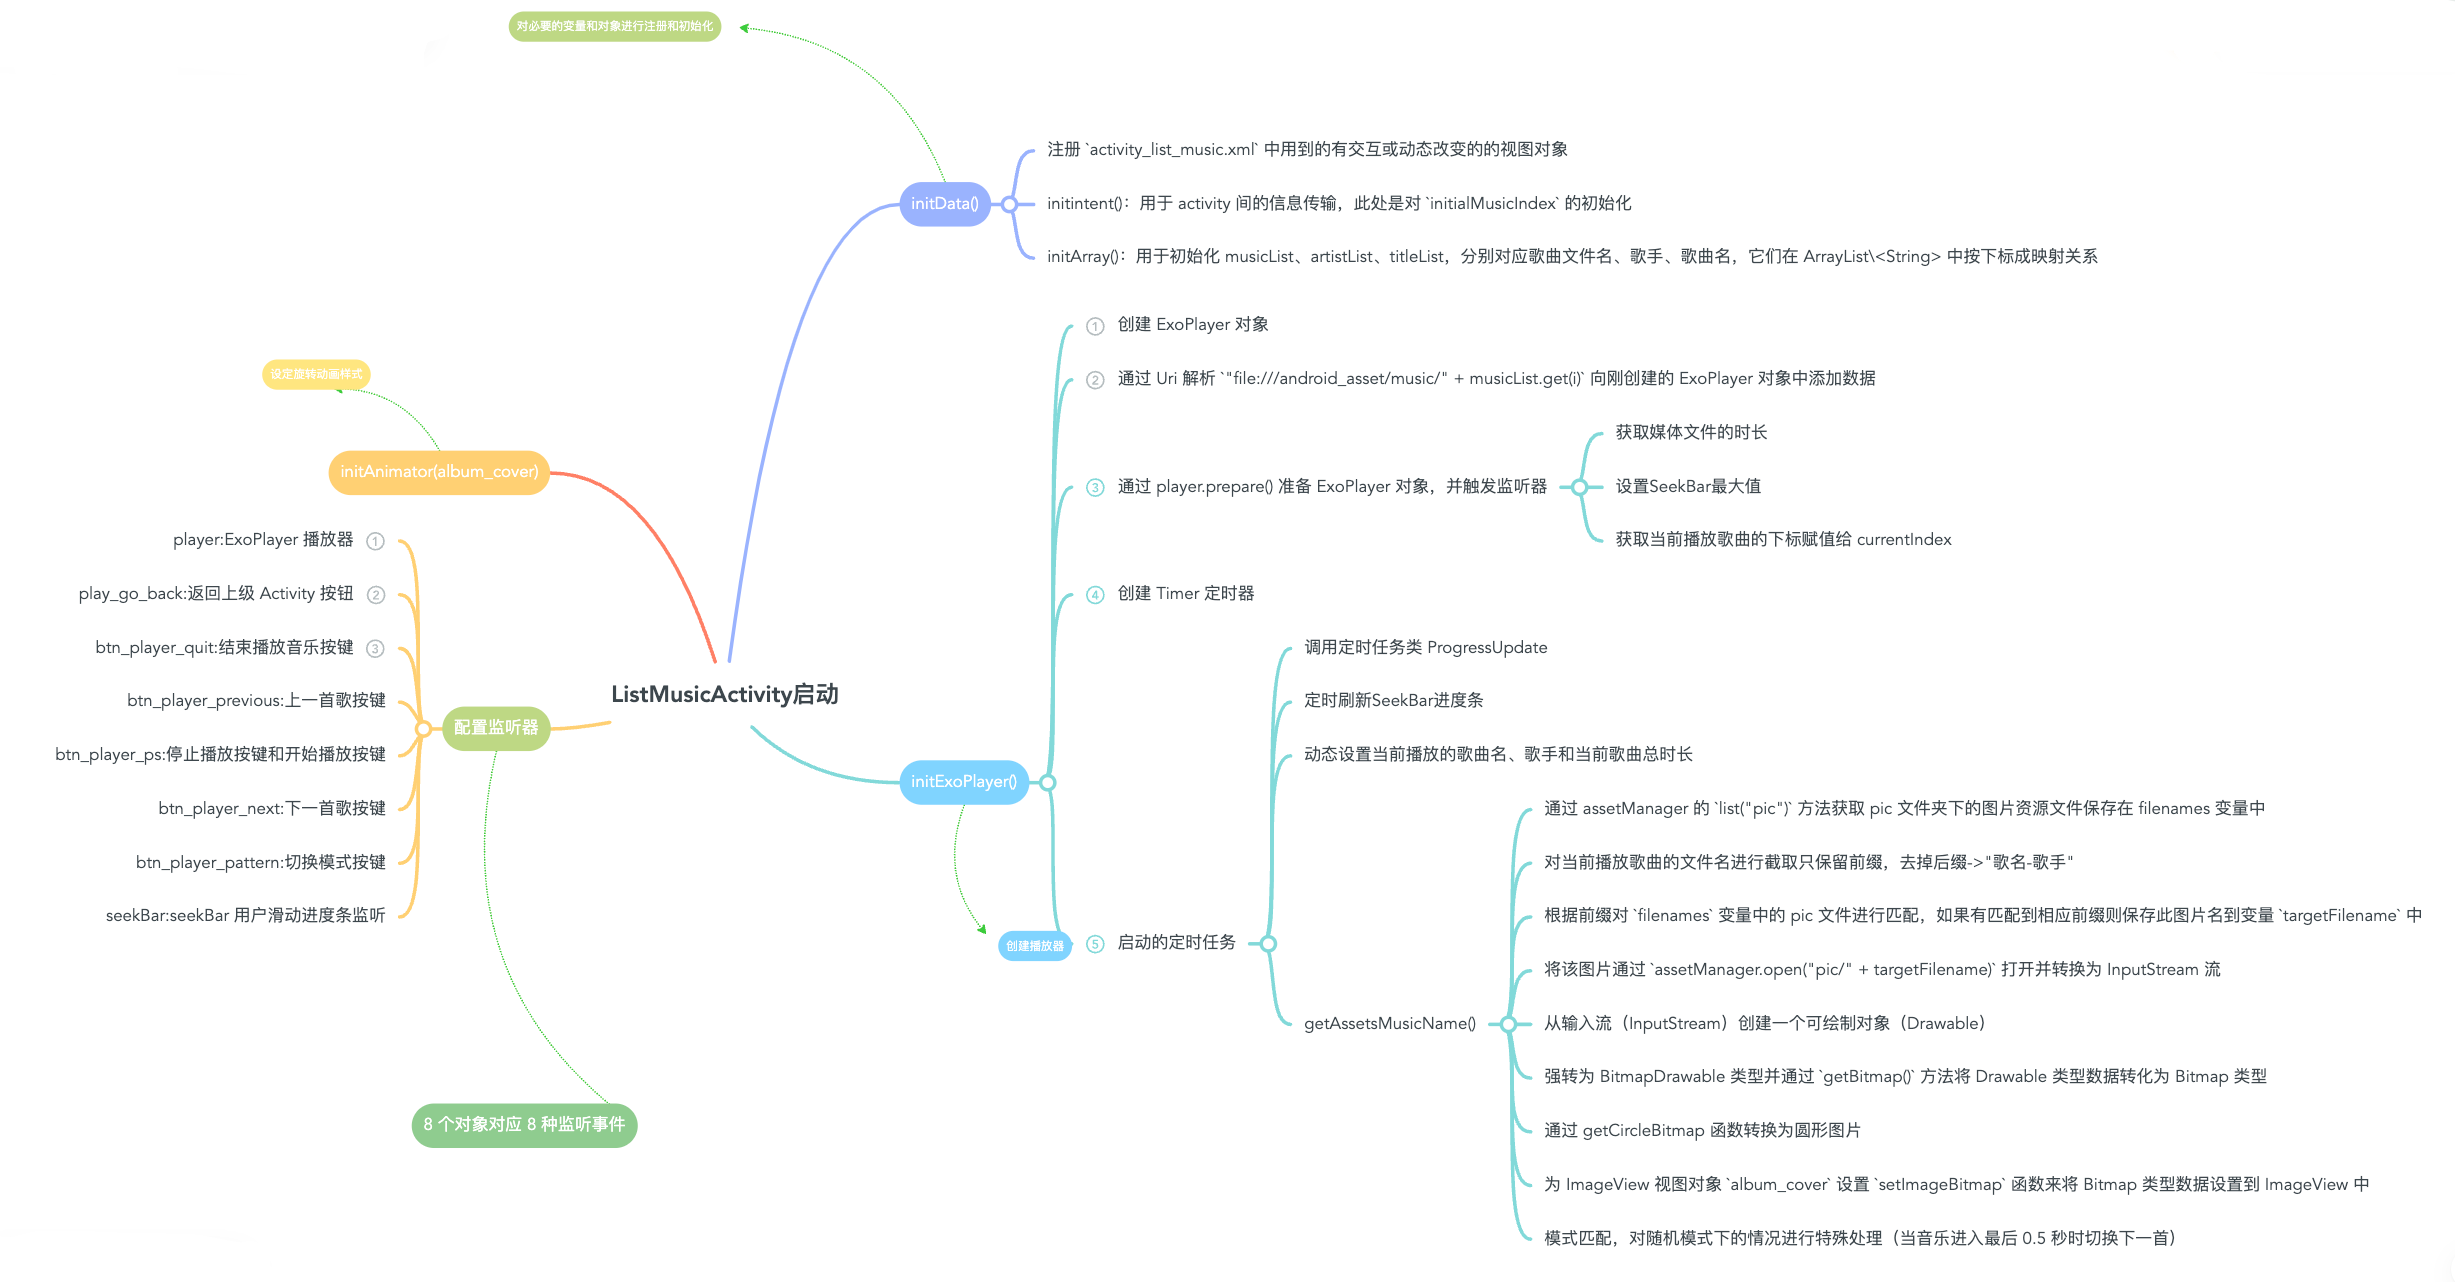 对必要的变量和对象进行注册和初始化
initData()
注册 `activity_list_music.xml` 中用到的有交互或动态改变的的视图对象
initintent()：用于 activity 间的信息传输，此处是对 `initialMusicIndex` 的初始化
initArray()：用于初始化 musicList、artistList、titleList，分别对应歌曲文件名、歌手、歌曲名，它们在 ArrayList\<String> 中按下标成映射关系
设定旋转动画样式
initAnimator(album_cover)
player:ExoPlayer 播放器 1
play_go_back:返回上级 Activity 按钮 2
btn_player_quit:结束播放音乐按键 3
btn_player_previous:上一首歌按键
btn_player_ps:停止播放按键和开始播放按键
btn_player_next:下一首歌按键
btn_player_pattern:切换模式按键
seekBar:seekBar 用户滑动进度条监听
配置监听器
8 个对象对应 8 种监听事件
ListMusicActivity启动
initExoPlayer()
创建播放器
1 创建 ExoPlayer 对象
2 通过 Uri 解析 `"file:///android_asset/music/" + musicList.get(i)` 向刚创建的 ExoPlayer 对象中添加数据
3 通过 player.prepare() 准备 ExoPlayer 对象，并触发监听器
获取媒体文件的时长
设置SeekBar最大值
获取当前播放歌曲的下标赋值给 currentIndex
4 创建 Timer 定时器
5 启动的定时任务
调用定时任务类 ProgressUpdate
定时刷新SeekBar进度条
动态设置当前播放的歌曲名、歌手和当前歌曲总时长
getAssetsMusicName()
通过 assetManager 的 `list("pic")` 方法获取 pic 文件夹下的图片资源文件保存在 filenames 变量中
对当前播放歌曲的文件名进行截取只保留前缀，去掉后缀->"歌名-歌手"
根据前缀对 `filenames` 变量中的 pic 文件进行匹配，如果有匹配到相应前缀则保存此图片名到变量 `targetFilename` 中
将该图片通过 `assetManager.open("pic/" + targetFilename)` 打开并转换为 InputStream 流
从输入流（InputStream）创建一个可绘制对象（Drawable）
强转为 BitmapDrawable 类型并通过 `getBitmap()` 方法将 Drawable 类型数据转化为 Bitmap 类型
通过 getCircleBitmap 函数转换为圆形图片
为 ImageView 视图对象 `album_cover` 设置 `setImageBitmap` 函数来将 Bitmap 类型数据设置到 ImageView 中
模式匹配，对随机模式下的情况进行特殊处理（当音乐进入最后 0.5 秒时切换下一首）